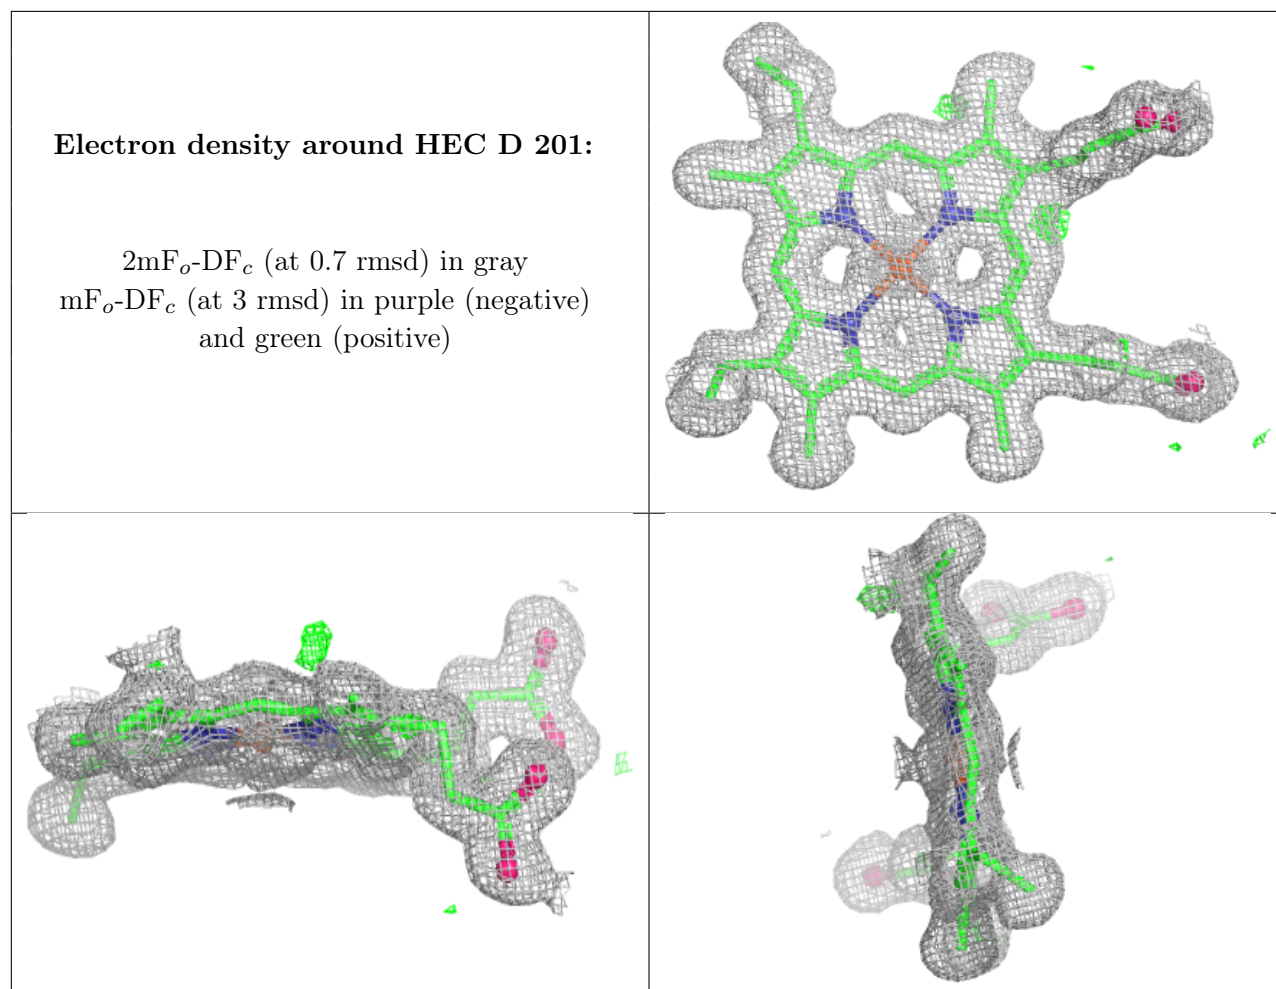 Electron density around HEC D 201:
2mFo-DFc (at 0.7 rmsd) in gray
mFo-DFc (at 3 rmsd) in purple (negative)
and green (positive)